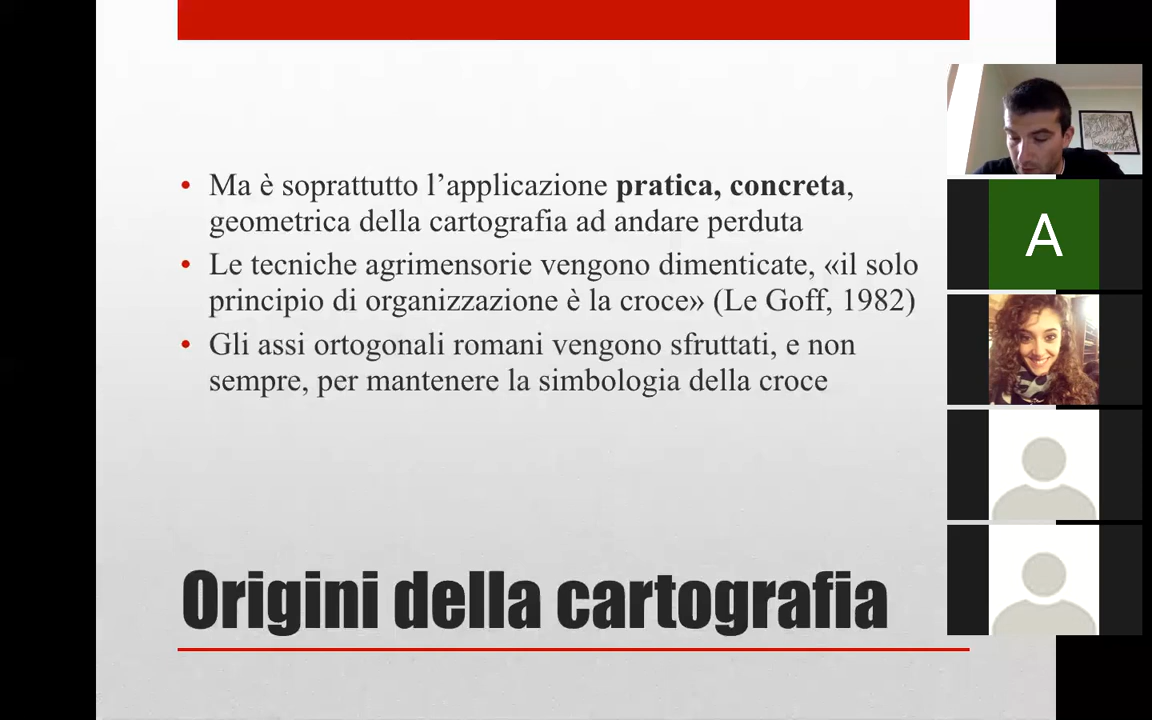 • Ma è soprattutto l’applicazione pratica, concreta,
geometrica della cartografia ad andare perduta
• Le tecniche agrimensorie vengono dimenticate, «il solo
principio di organizzazione è la croce» (Le Goff, 1982)
• Gli assi ortogonali romani vengono sfruttati, e non
sempre, per mantenere la simbologia della croce
Origini della cartografia
A